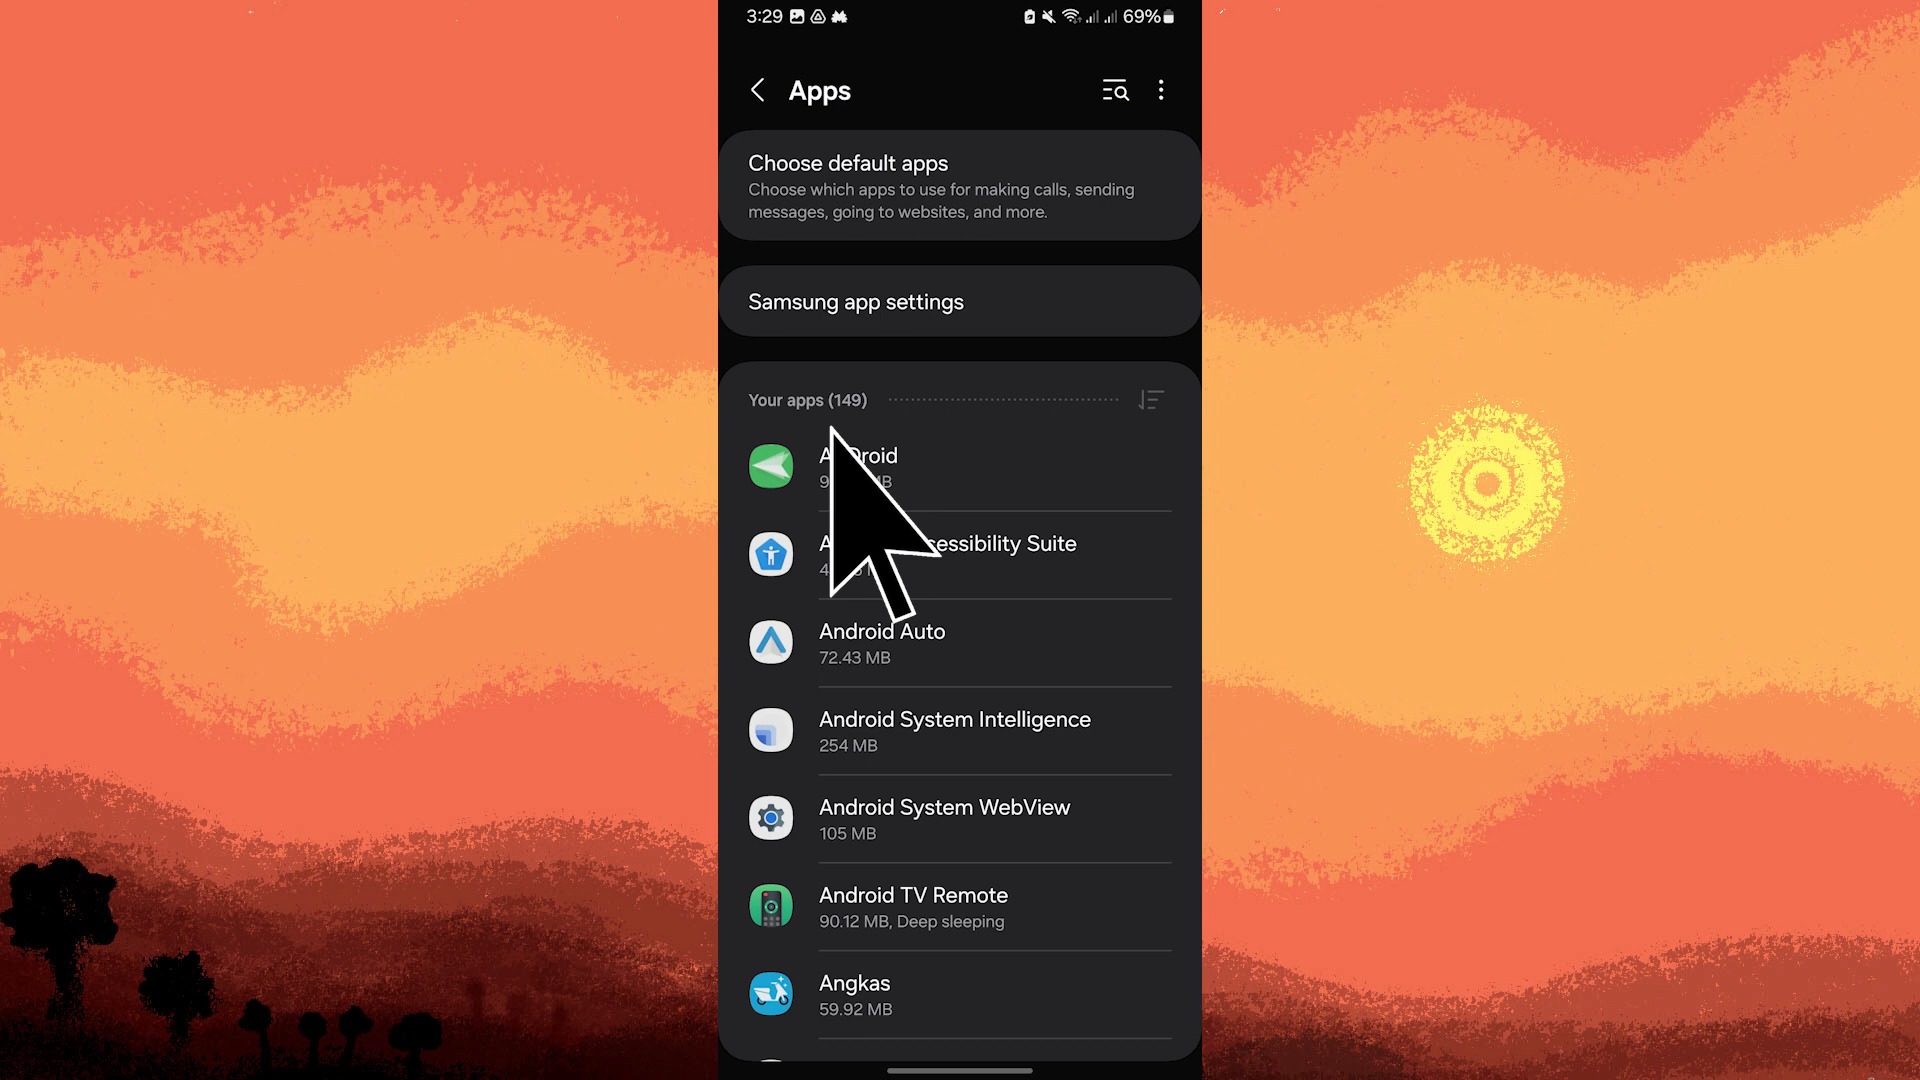 3:29
69%
Apps
Choose default apps
Choose which apps to use for making calls, sending
messages, going to websites, and more.
Samsung app settings
Your apps (149)
Android Auto
72.43 MB
essibility Suite
Android System Intelligence
254 MB
Android System WebView
105 MB
Android TV Remote
90.12 MB, Deep sleeping
Angkas
59.92 MB